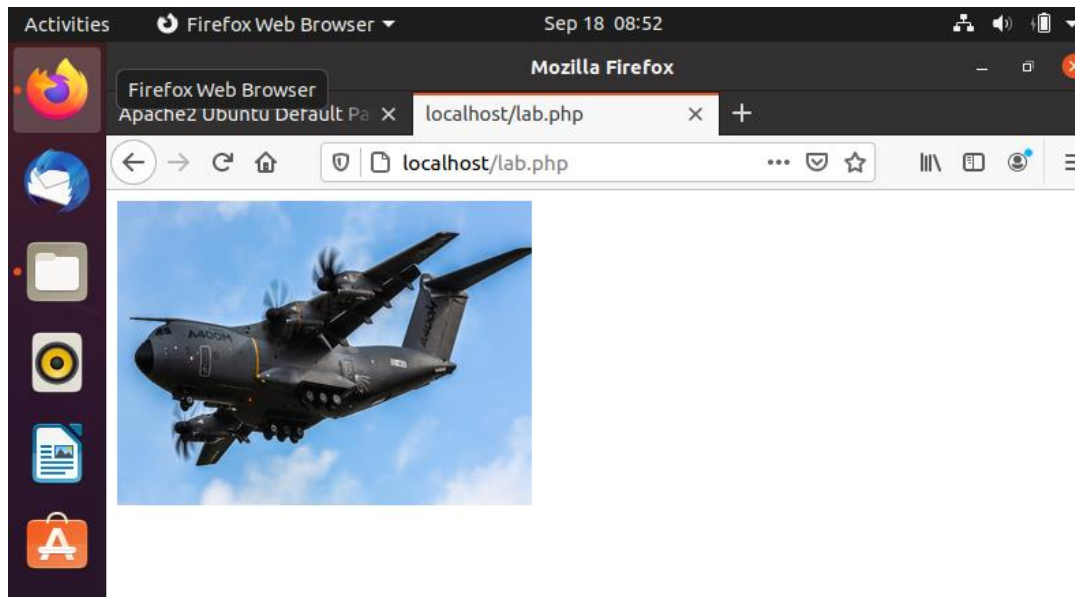 Activities Firefox Web Browser Sep 18 08:52
Mozilla Firefox
Firefox Web Browser
Apache2 Ubuntu Default Pa localhost/lab.php
localhost/lab.php
A400M
A400M